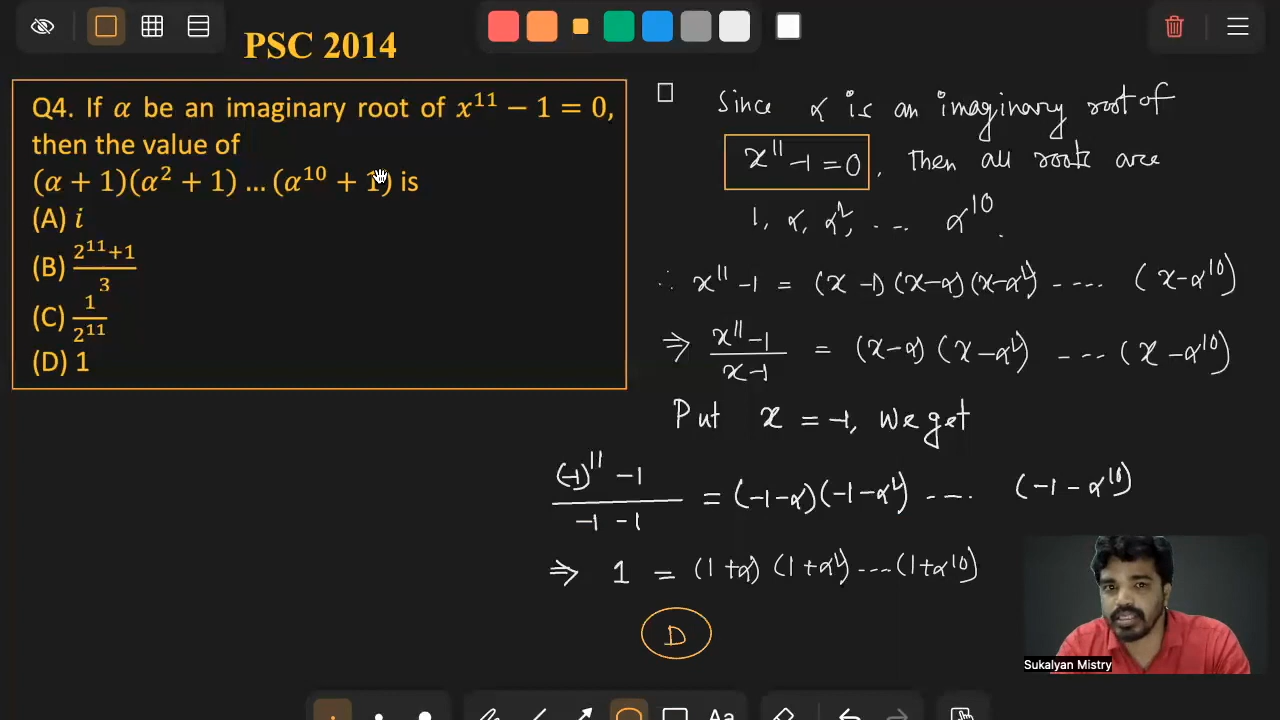 PSC 2014
Q4. If α be an imaginary root of x¹¹ − 1 = 0,
then the value of
(α + 1)(α² + 1) … (α¹⁰ + 1) is
(A) i
(B) (2¹¹+1)/3
(C) 1/2¹¹
(D) 1
Since α is an imaginary root of
x¹¹ −1 = 0, then all roots are
1, α, α², .... α¹⁰.
∴ x¹¹ −1 = (x −1) (x−α) (x−α²) ---- (x−α¹⁰)
⇒ (x¹¹−1)/(x−1) = (x−α) (x−α²) ---- (x−α¹⁰)
Put x = −1, we get
((−1)¹¹ −1)/(−1 −1) = (−1−α)(−1−α²) ---- (−1−α¹⁰)
⇒ 1 = (1+α) (1+α²) ----(1+α¹⁰)
D
Sukalyan Mistry
Aa